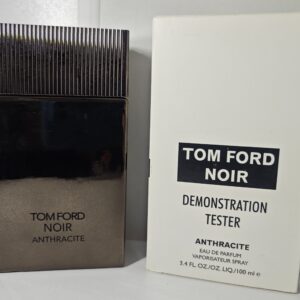 TOM FORD
NOIR
ANTHRACITE
TOM FORD
NOIR
DEMONSTRATION
TESTER
ANTHRACITE
EAU DE PARFUM
VAPORISATEUR SPRAY
3.4 FL.OZ./OZ.LIQ/100 ml e